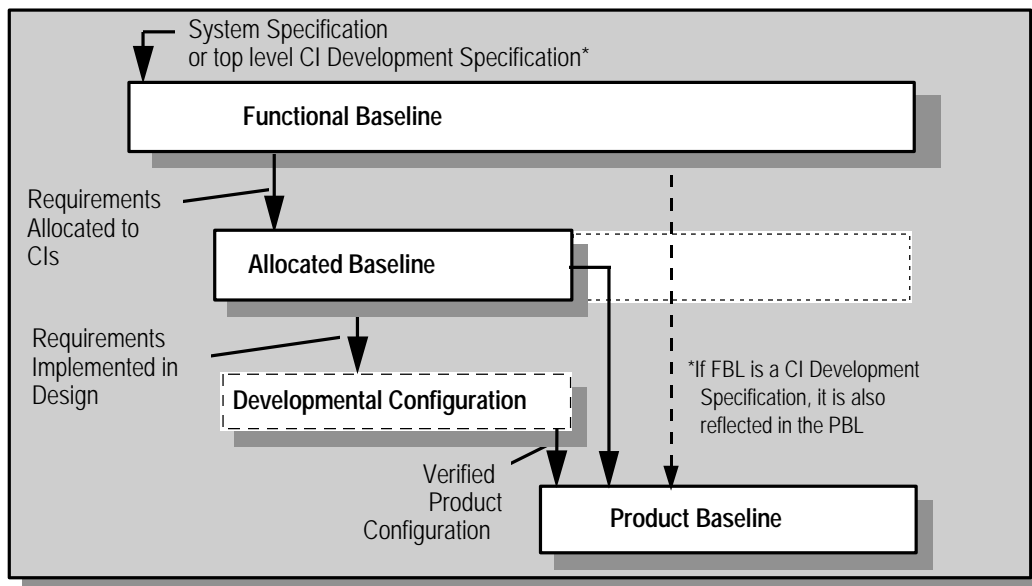 System Specification
or top level CI Development Specification*
Functional Baseline
Requirements
Allocated to
CIs
Allocated Baseline
Requirements
Implemented in
Design
Developmental Configuration
*If FBL is a CI Development
Specification, it is also
reflected in the PBL
Verified
Product
Configuration
Product Baseline